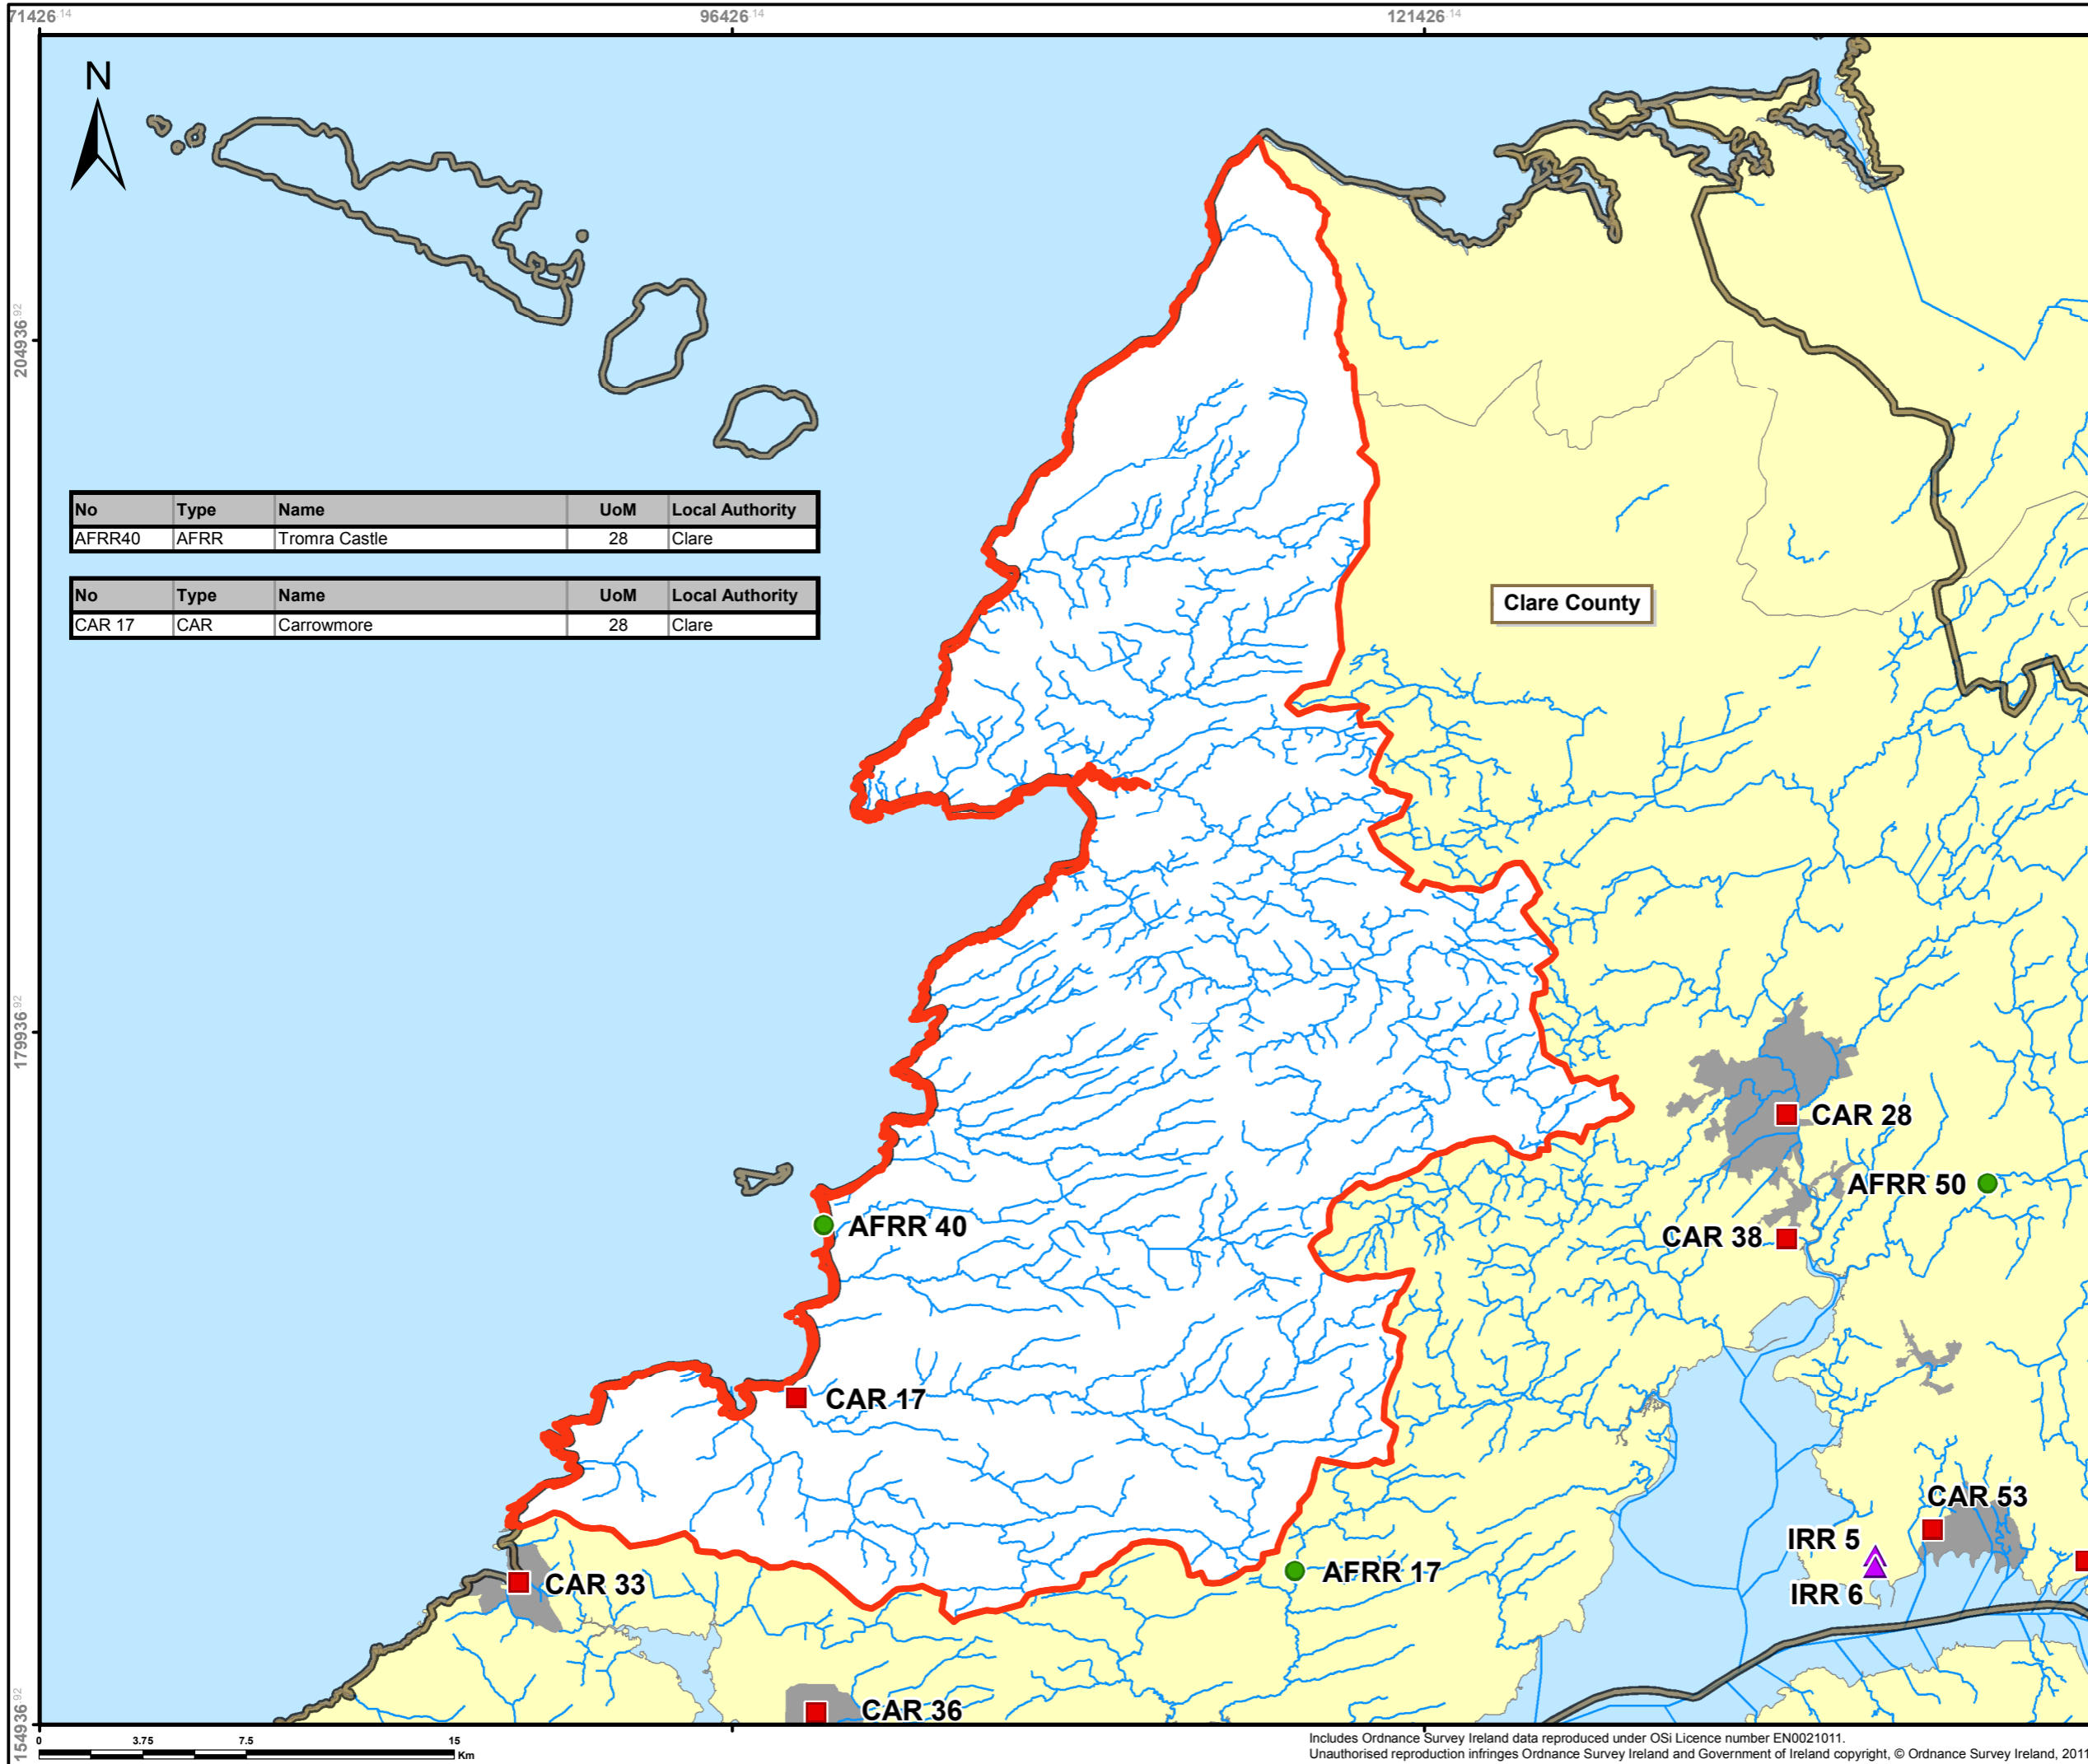 71426.14 96426.14 121426.14
N
204936.92
No Type Name UoM Local Authority
AFRR40 AFRR Tromra Castle 28 Clare
No Type Name UoM Local Authority
CAR 17 CAR Carrowmore 28 Clare
Clare County
179936.92
CAR 28
AFRR 50
AFRR 40
CAR 38
CAR 17
CAR 53
IRR 5
AFRR 17
CAR 33
IRR 6
CAR 36
154936.92
0 3.75 7.5 15
Km
Includes Ordnance Survey Ireland data reproduced under OSi Licence number EN0021011.
Unauthorised reproduction infringes Ordnance Survey Ireland and Government of Ireland copyright, © Ordnance Survey Ireland, 2011